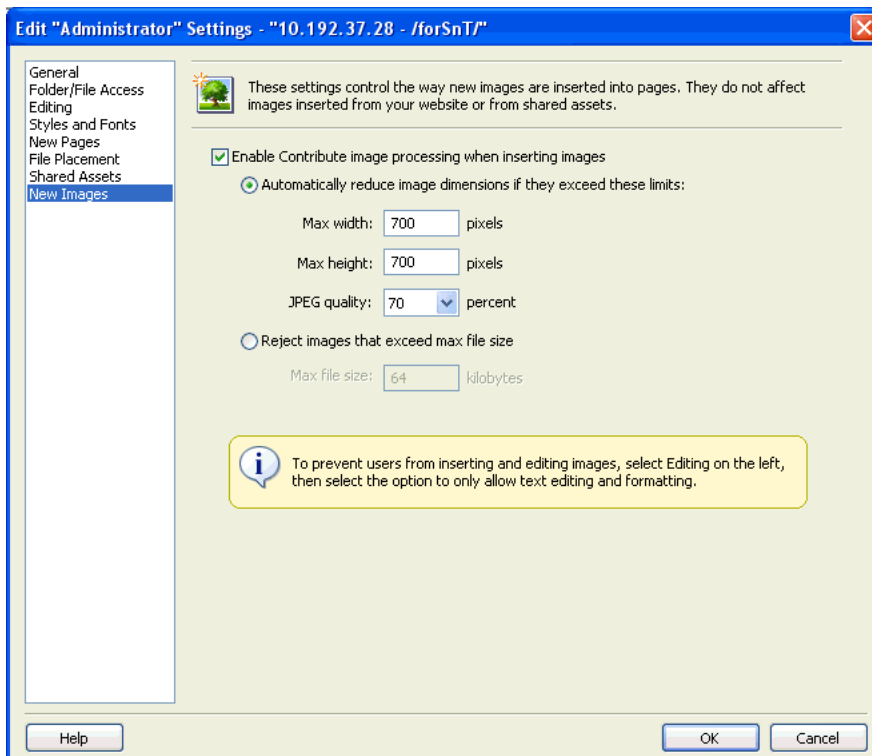 Edit "Administrator" Settings - "10.192.37.28 - /forSnT/"
General
Folder/File Access
Editing
Styles and Fonts
New Pages
File Placement
Shared Assets
New Images
These settings control the way new images are inserted into pages. They do not affect
images inserted from your website or from shared assets.
Enable Contribute image processing when inserting images
Automatically reduce image dimensions if they exceed these limits:
Max width: 700 pixels
Max height: 700 pixels
JPEG quality: 70 percent
Reject images that exceed max file size
Max file size: 64 kilobytes
To prevent users from inserting and editing images, select Editing on the left,
then select the option to only allow text editing and formatting.
Help OK Cancel